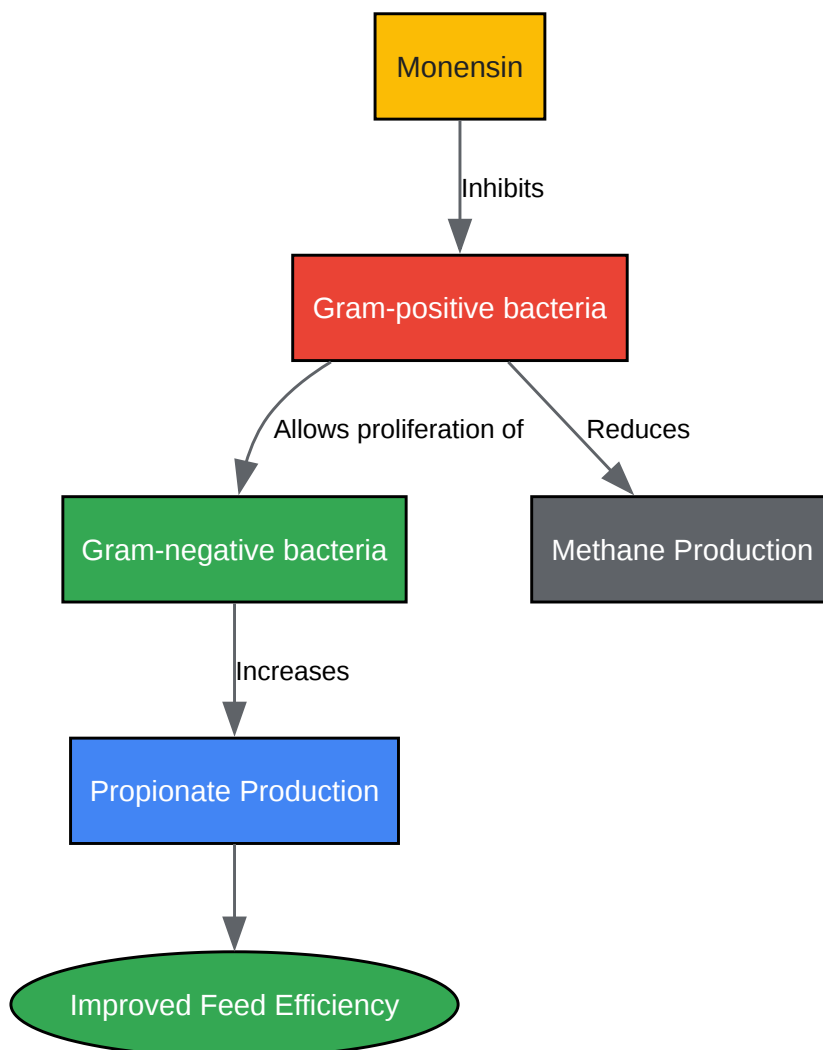 Monensin
Inhibits
Gram-positive bacteria
Allows proliferation of
Reduces
Gram-negative bacteria
Methane Production
Increases
Propionate Production
Improved Feed Efficiency